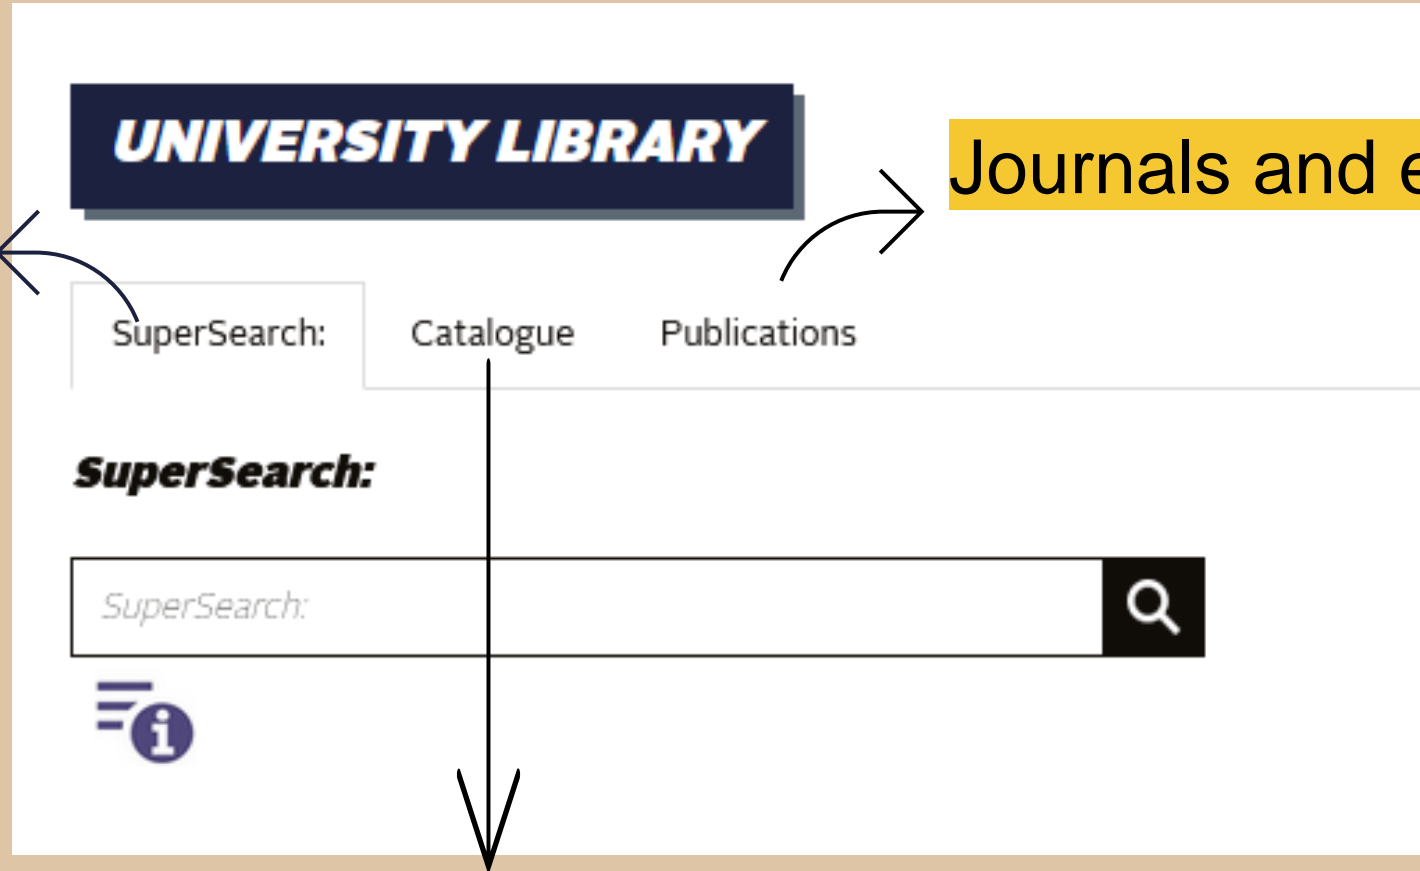 UNIVERSITY LIBRARY
Journals and
SuperSearch: Catalogue Publications
SuperSearch:
SuperSearch: